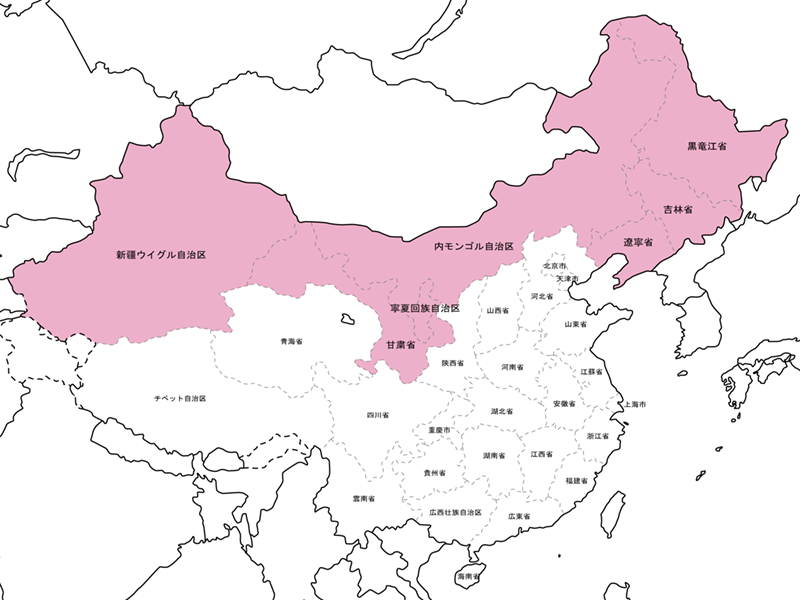 黒竜江省
吉林省
遼寧省
内モンゴル自治区
新疆ウイグル自治区
北京市
天津市
河北省
寧夏回族自治区
山西省
山東省
青海省
甘粛省
陕西省
河南省
江蘇省
チベット自治区
安徽省
上海市
湖北省
四川省
重慶市
浙江省
湖南省
江西省
貴州省
福建省
雲南省
広西壮族自治区
広東省
海南省